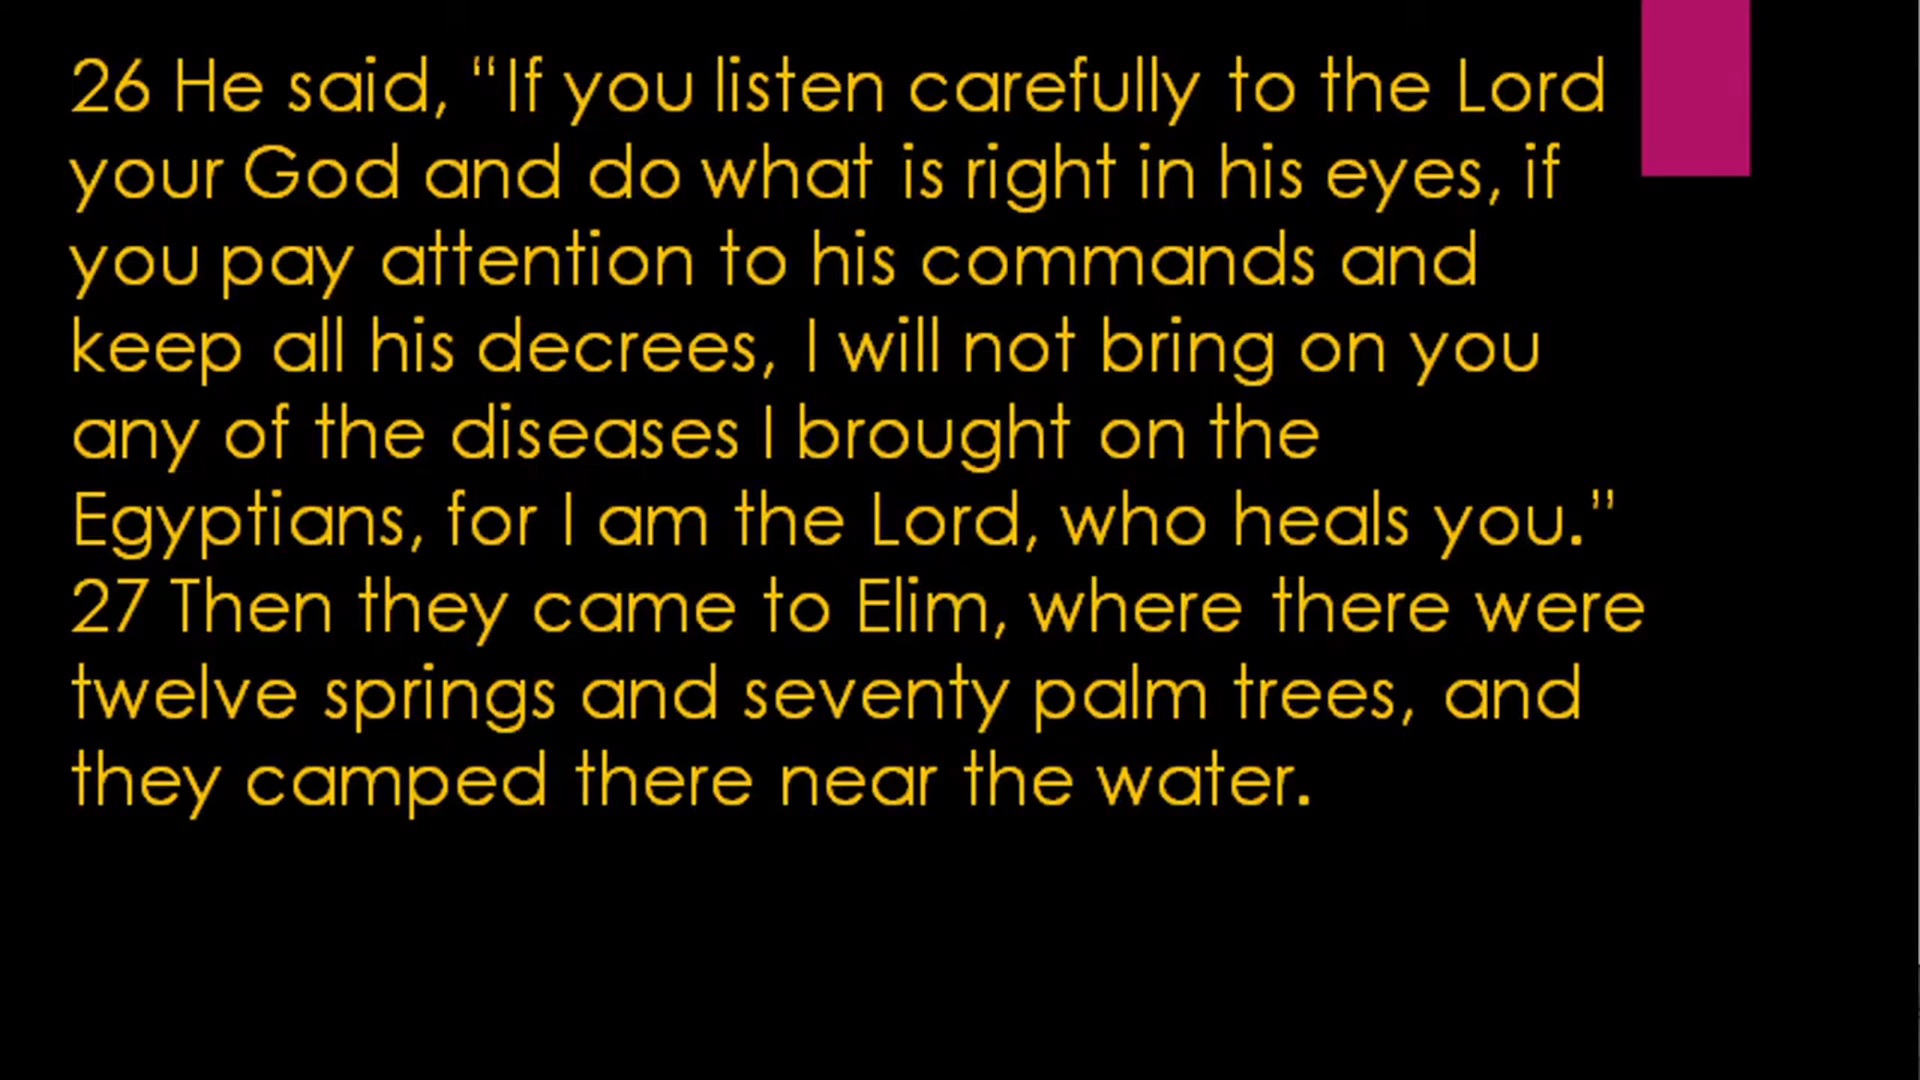 26 He said, “If you listen carefully to the Lord
your God and do what is right in his eyes, if
you pay attention to his commands and
keep all his decrees, I will not bring on you
any of the diseases I brought on the
Egyptians, for I am the Lord, who heals you.”
27 Then they came to Elim, where there were
twelve springs and seventy palm trees, and
they camped there near the water.